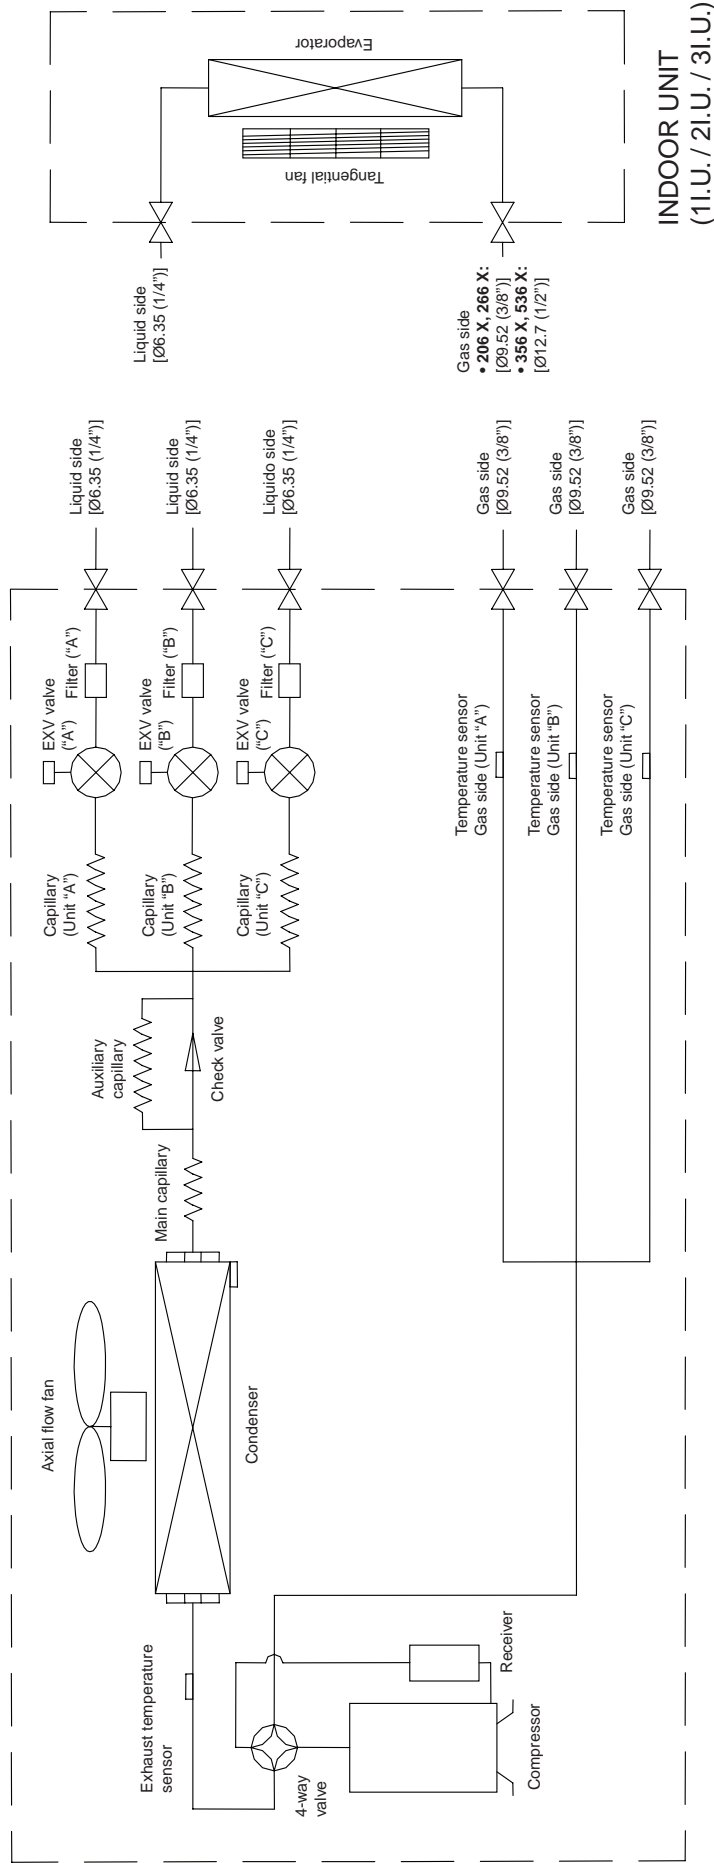 Evaporator
Tangential fan
INDOOR UNIT
(1I.U. / 2I.U. / 3I.U.)
Liquid side
[Ø6.35 (1/4”)]
Gas side
• 206 X, 266 X:
[Ø9.52 (3/8”)]
• 356 X, 536 X:
[Ø12.7 (1/2”)]
Liquid side
[Ø6.35 (1/4”)]
Liquid side
[Ø6.35 (1/4”)]
Liquido side
[Ø6.35 (1/4”)]
Gas side
[Ø9.52 (3/8”)]
Gas side
[Ø9.52 (3/8”)]
Gas side
[Ø9.52 (3/8”)]
EXV valve
(“A”)
Filter (“A”)
EXV valve
(“B”)
Filter (“B”)
EXV valve
(“C”)
Filter (“C”)
Capillary
(Unit “A”)
Capillary
(Unit “B”)
Capillary
(Unit “C”)
Temperature sensor
Gas side (Unit “A”)
Temperature sensor
Gas side (Unit “B”)
Temperature sensor
Gas side (Unit “C”)
Auxiliary
capillary
Check valve
Main capillary
Axial flow fan
Condenser
Exhaust temperature
sensor
4-way
valve
Receiver
Compressor